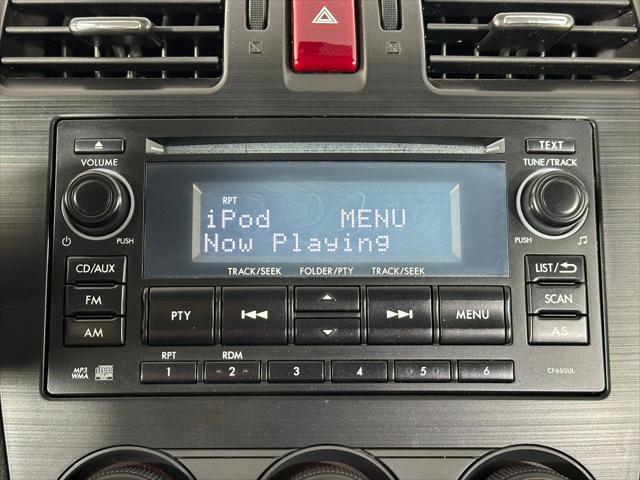 TEXT
VOLUME
TUNE/TRACK
RPT
iPod MENU
Now Playing
PUSH
PUSH
TRACK/SEEK FOLDER/PTY TRACK/SEEK
CD/AUX
LIST/
FM
SCAN
AM
PTY
MENU
A.S
RPT RDM
MP3
WMA
1 2 3 4 5 6
CF605UL